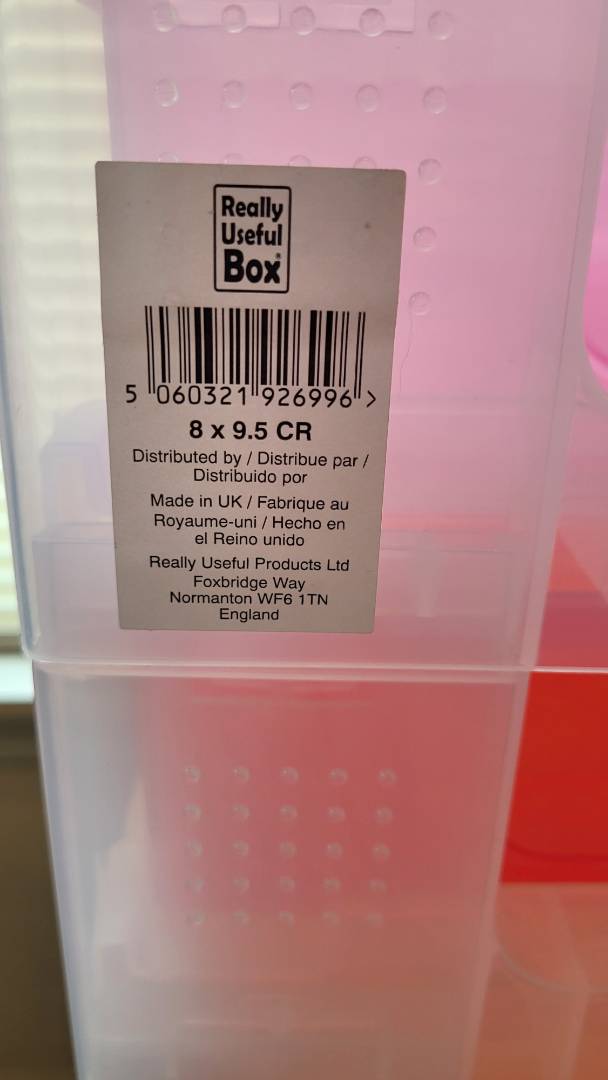 Really
Useful
Box®
5 060321 926996 >
8 x 9.5 CR
Distributed by / Distribue par /
Distribuido por
Made in UK / Fabrique au
Royaume-uni / Hecho en
el Reino unido
Really Useful Products Ltd
Foxbridge Way
Normanton WF6 1TN
England